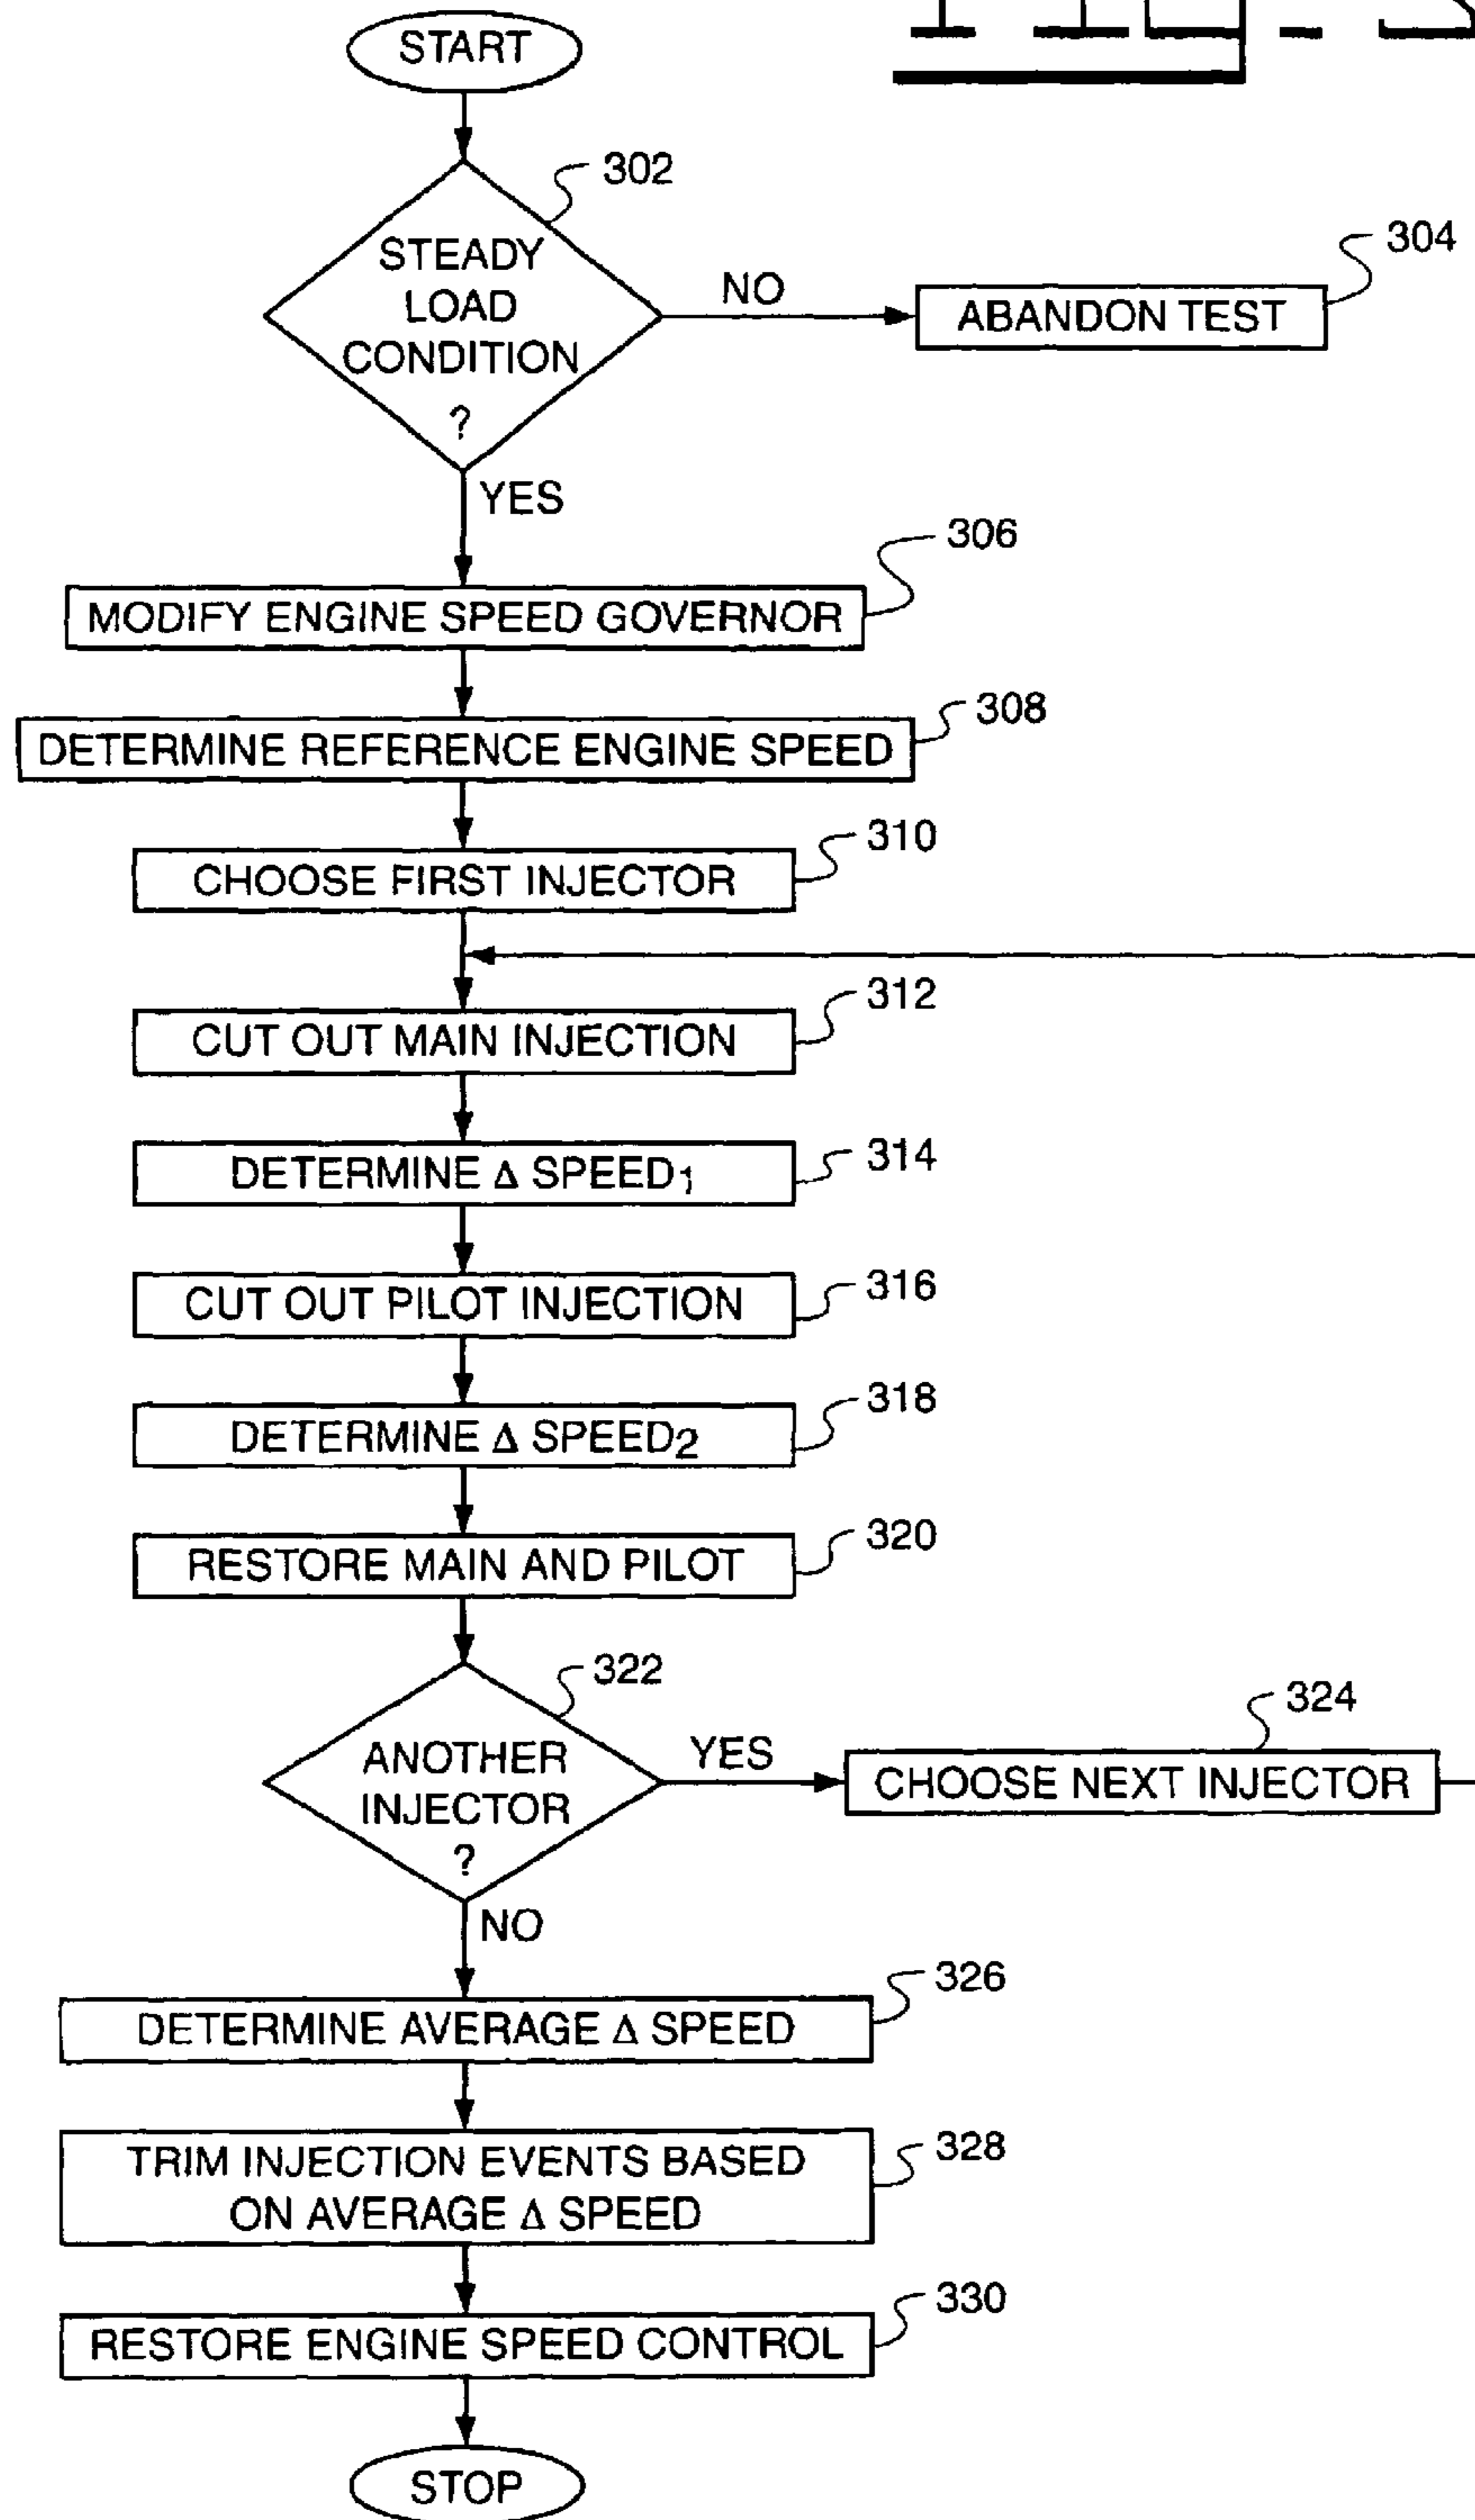 START
302
STEADY
LOAD
CONDITION
?
NO
304
ABANDON TEST
YES
306
MODIFY ENGINE SPEED GOVERNOR
308
DETERMINE REFERENCE ENGINE SPEED
310
CHOOSE FIRST INJECTOR
312
CUT OUT MAIN INJECTION
314
DETERMINE Δ SPEED₁
316
CUT OUT PILOT INJECTION
318
DETERMINE Δ SPEED₂
320
RESTORE MAIN AND PILOT
322
ANOTHER
INJECTOR
?
YES
324
CHOOSE NEXT INJECTOR
NO
326
DETERMINE AVERAGE Δ SPEED
328
TRIM INJECTION EVENTS BASED
ON AVERAGE Δ SPEED
330
RESTORE ENGINE SPEED CONTROL
STOP